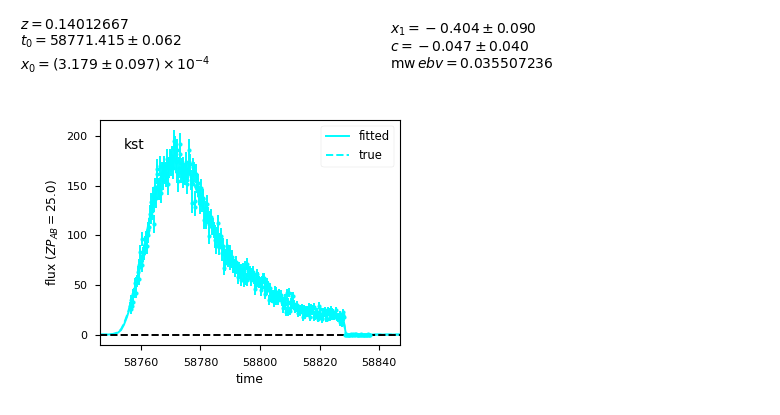 z = 0.14012667
t₀ = 58771.415 ± 0.062
x₀ = (3.179 ± 0.097) × 10⁻⁴
x₁ = −0.404 ± 0.090
c = −0.047 ± 0.040
mw ebv = 0.035507236
kst
fitted
true
200
150
100
50
0
flux (ZP_AB = 25.0)
58760 58780 58800 58820 58840
time